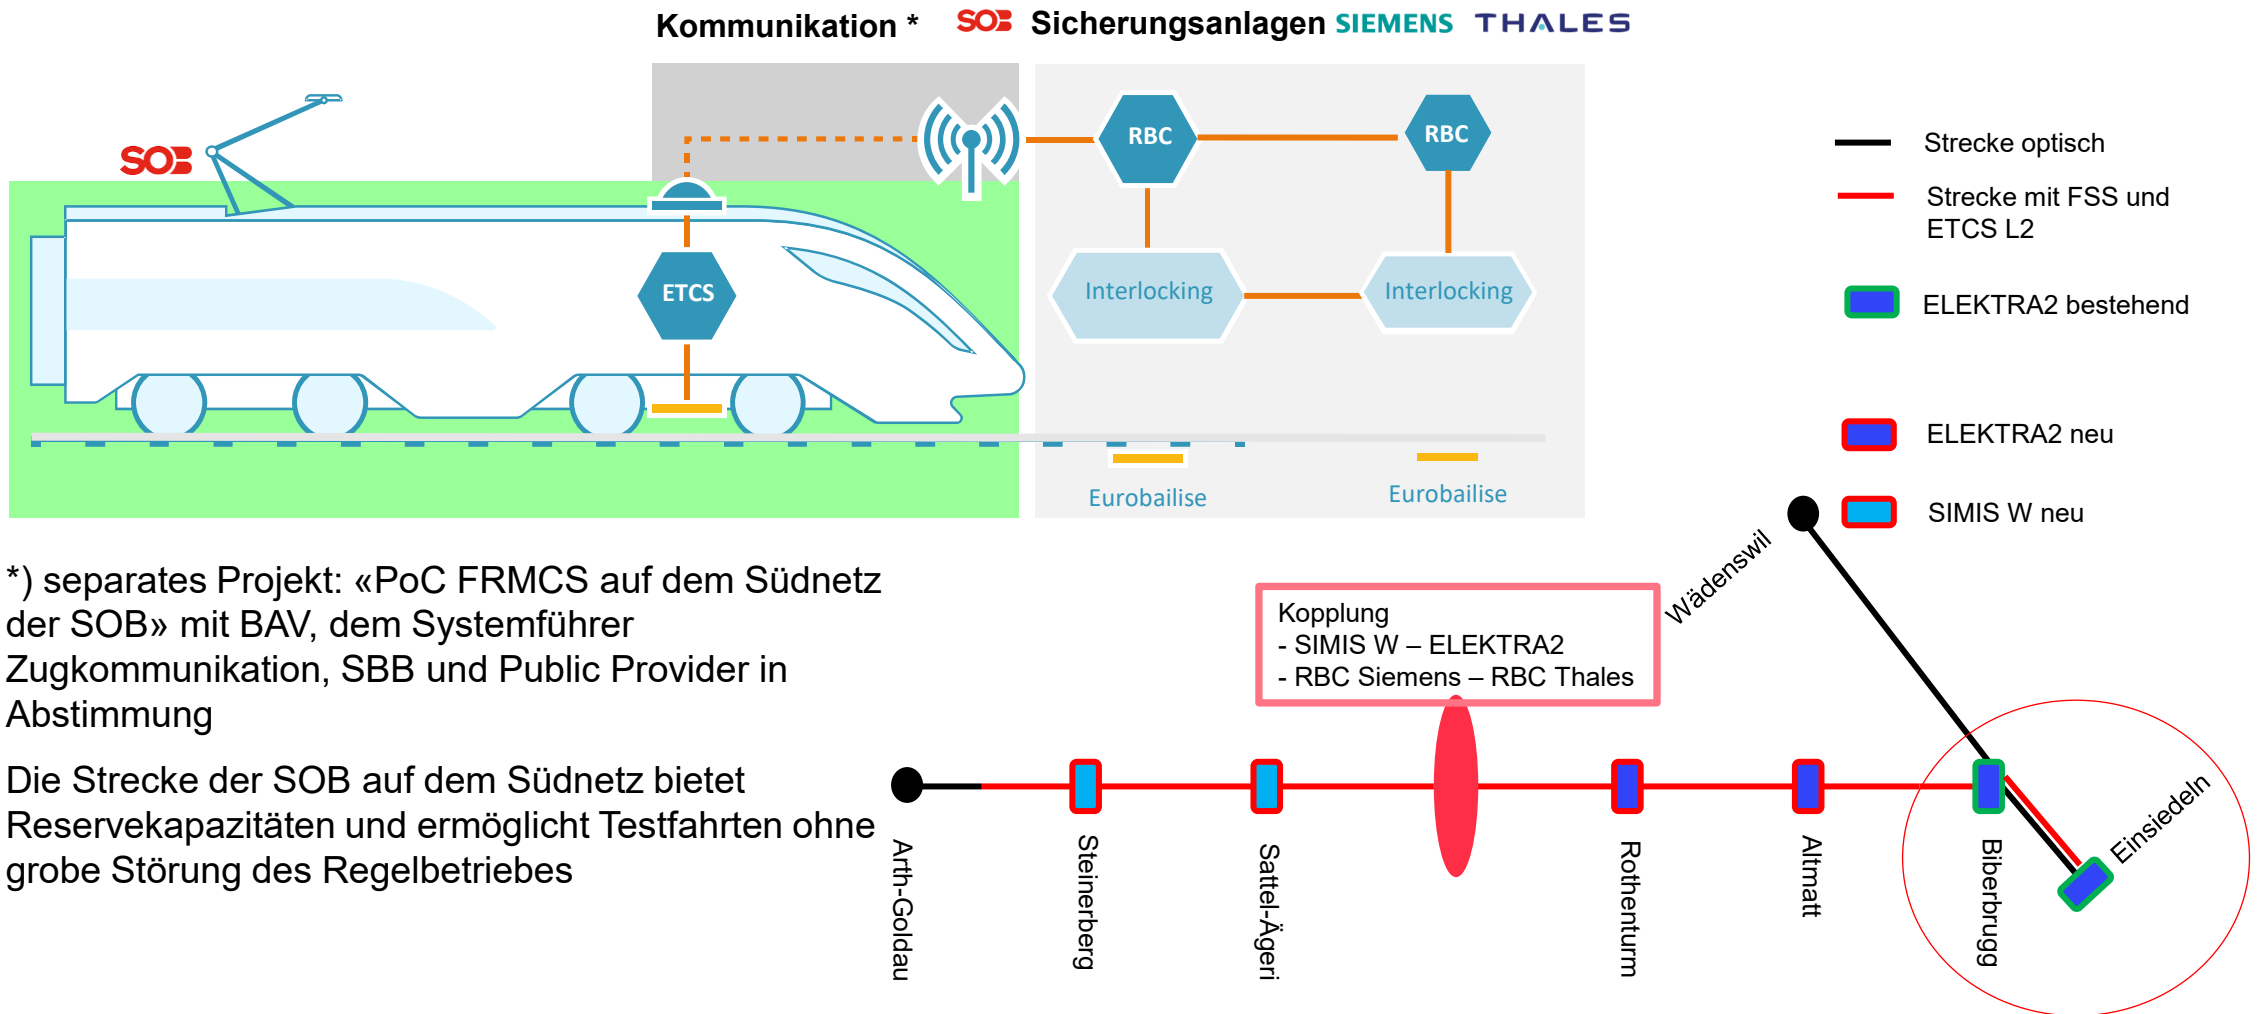 Kommunikation * SOB Sicherungsanlagen SIEMENS THALES
SOB
RBC
RBC
ETCS
Interlocking
Interlocking
Eurobailise
Eurobailise
Strecke optisch
Strecke mit FSS und
ETCS L2
ELEKTRA2 bestehend
ELEKTRA2 neu
SIMIS W neu
*) separates Projekt: «PoC FRMCS auf dem Südnetz
der SOB» mit BAV, dem Systemführer
Zugkommunikation, SBB und Public Provider in
Abstimmung
Die Strecke der SOB auf dem Südnetz bietet
Reservekapazitäten und ermöglicht Testfahrten ohne
grobe Störung des Regelbetriebes
Kopplung
- SIMIS W – ELEKTRA2
- RBC Siemens – RBC Thales
Wädenswil
Arth-Goldau
Steinerberg
Sattel-Ägeri
Rothenturm
Altmatt
Biberbrugg
Einsiedeln